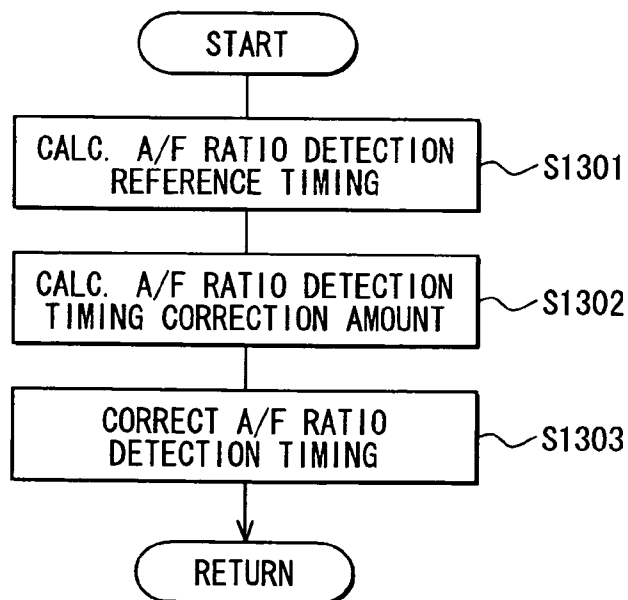 START
CALC. A/F RATIO DETECTION
REFERENCE TIMING
S1301
CALC. A/F RATIO DETECTION
TIMING CORRECTION AMOUNT
S1302
CORRECT A/F RATIO
DETECTION TIMING
S1303
RETURN